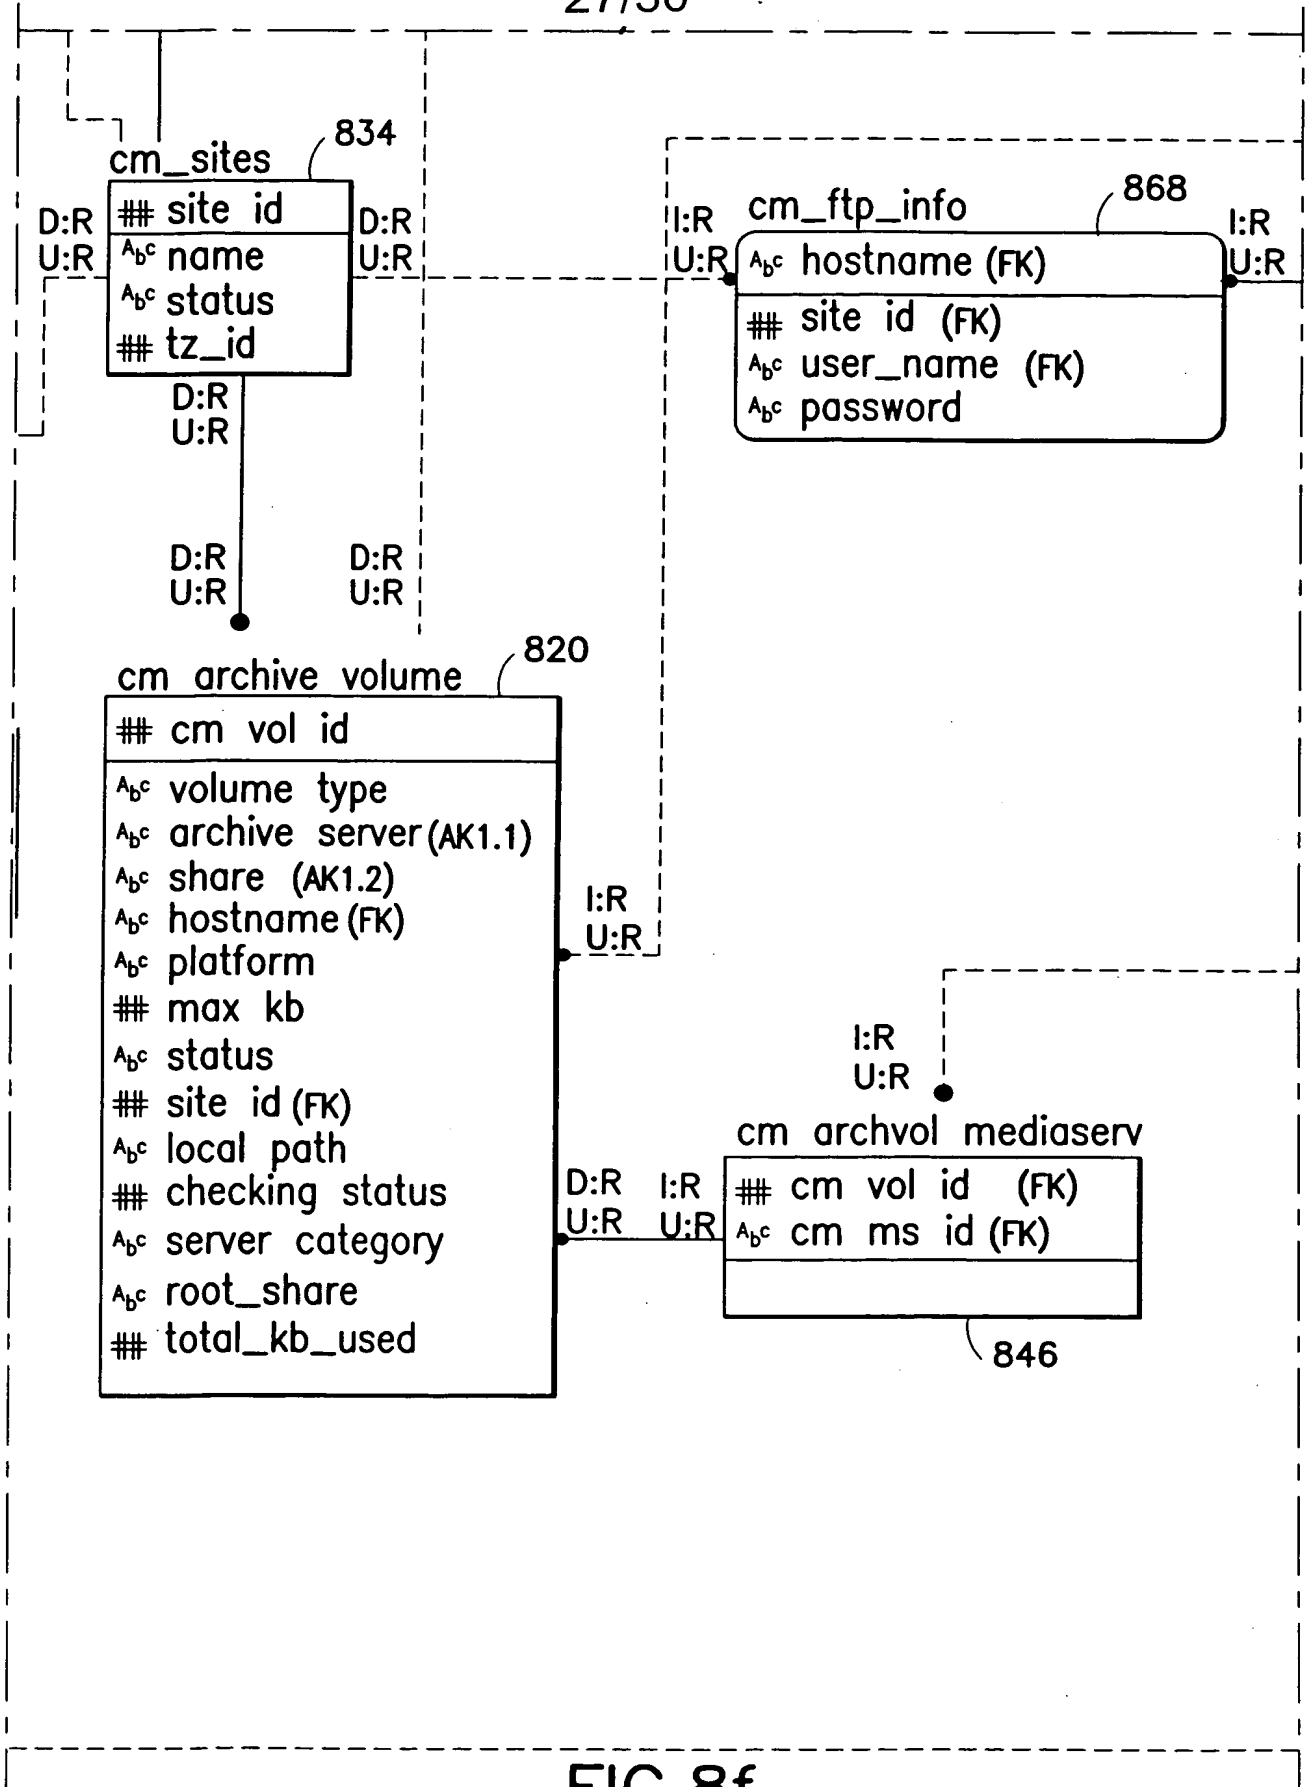 27/30
834
cm_sites
## site id
Abc name
Abc status
## tz_id
D:R
U:R
D:R
U:R
D:R
U:R
868
cm_ftp_info
Abc hostname (FK)
## site id (FK)
Abc user_name (FK)
Abc password
I:R
U:R
I:R
U:R
D:R
U:R
D:R
U:R
820
cm archive volume
## cm vol id
Abc volume type
Abc archive server (AK1.1)
Abc share (AK1.2)
Abc hostname (FK)
Abc platform
## max kb
Abc status
## site id (FK)
Abc local path
## checking status
Abc server category
Abc root_share
## total_kb_used
I:R
U:R
I:R
U:R
D:R
U:R
I:R
U:R
cm archvol mediaserv
## cm vol id (FK)
Abc cm ms id (FK)
846
FIG. 8f